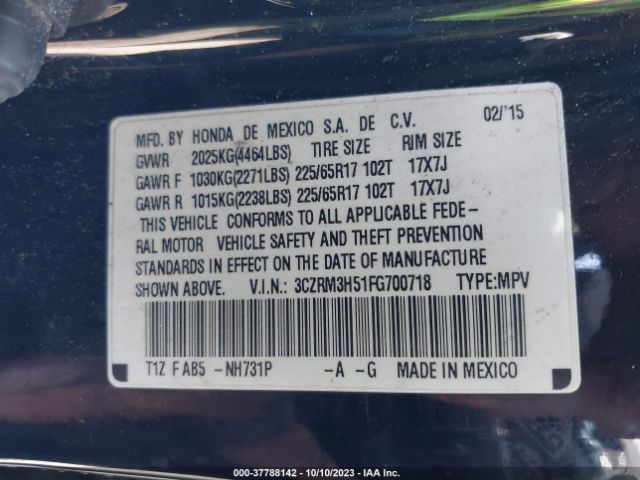 MFD. BY HONDA DE MEXICO S.A. DE C.V. 02/'15
GVWR 2025KG(4464LBS) TIRE SIZE RIM SIZE
GAWR F 1030KG(2271LBS) 225/65R17 102T 17X7J
GAWR R 1015KG(2238LBS) 225/65R17 102T 17X7J
THIS VEHICLE CONFORMS TO ALL APPLICABLE FEDE-
RAL MOTOR VEHICLE SAFETY AND THEFT PREVENTION
STANDARDS IN EFFECT ON THE DATE OF MANUFACTURE
SHOWN ABOVE. V.I.N.: 3CZRM3H51FG700718 TYPE:MPV
T1Z F AB5 -NH731P -A -G MADE IN MEXICO
000-37788142 - 10/10/2023 - IAA Inc.